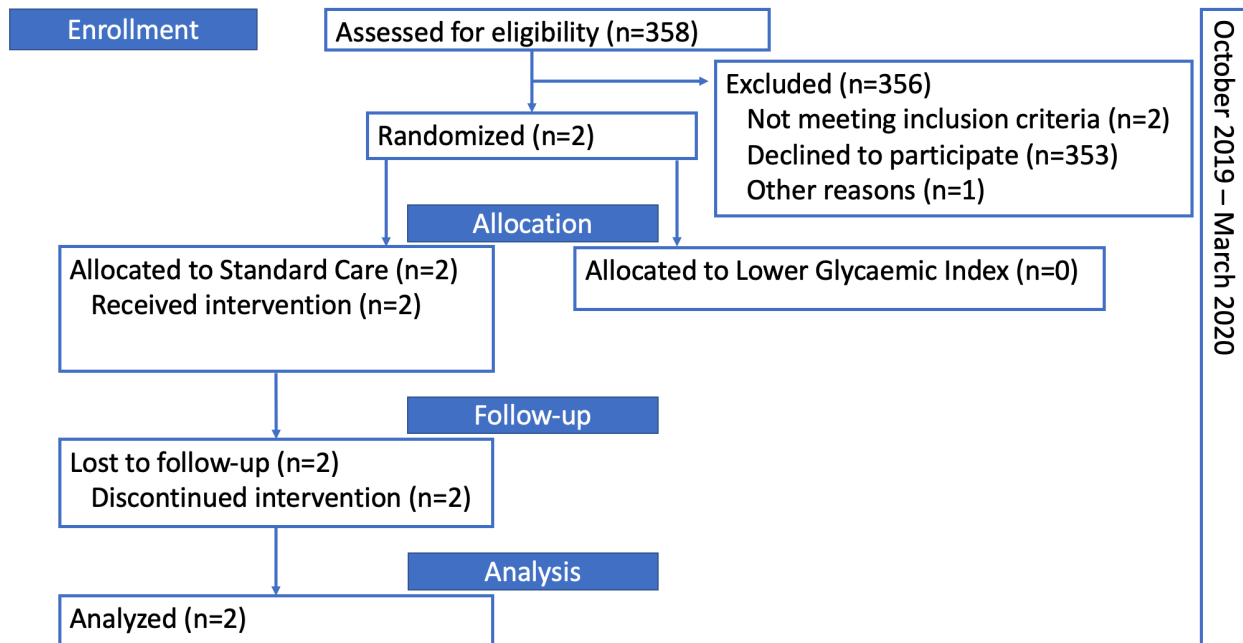 Enrollment
Assessed for eligibility (n=358)
Excluded (n=356)
Not meeting inclusion criteria (n=2)
Declined to participate (n=353)
Other reasons (n=1)
Randomized (n=2)
Allocation
Allocated to Standard Care (n=2)
Received intervention (n=2)
Allocated to Lower Glycaemic Index (n=0)
Follow-up
Lost to follow-up (n=2)
Discontinued intervention (n=2)
Analysis
Analyzed (n=2)
October 2019 – March 2020